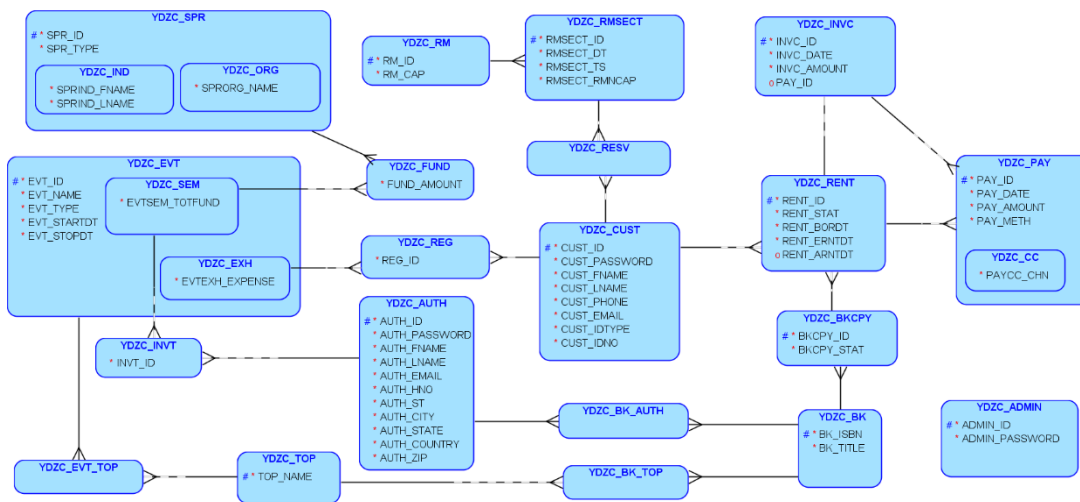 YDZC_SPR
# * SPR_ID
* SPR_TYPE
YDZC_IND
* SPRIND_FNAME
* SPRIND_LNAME
YDZC_ORG
* SPRORG_NAME
YDZC_RM
# * RM_ID
* RM_CAP
YDZC_RMSECT
# * RMSECT_ID
* RMSECT_DT
* RMSECT_TS
* RMSECT_RMNCAP
YDZC_INVC
# * INVC_ID
* INVC_DATE
* INVC_AMOUNT
o PAY_ID
YDZC_RESV
YDZC_FUND
* FUND_AMOUNT
YDZC_EVT
# * EVT_ID
* EVT_NAME
* EVT_TYPE
* EVT_STARTDT
* EVT_STOPDT
YDZC_SEM
* EVTSEM_TOTFUND
YDZC_EXH
* EVTEXH_EXPENSE
YDZC_REG
* REG_ID
YDZC_CUST
# * CUST_ID
* CUST_PASSWORD
* CUST_FNAME
* CUST_LNAME
* CUST_PHONE
* CUST_EMAIL
* CUST_IDTYPE
* CUST_IDNO
YDZC_RENT
# * RENT_ID
* RENT_STAT
* RENT_BORDT
* RENT_ERNTDT
o RENT_ARNTDT
YDZC_PAY
# * PAY_ID
* PAY_DATE
* PAY_AMOUNT
* PAY_METH
YDZC_CC
* PAYCC_CHN
YDZC_INVT
* INVT_ID
YDZC_AUTH
# * AUTH_ID
* AUTH_PASSWORD
* AUTH_FNAME
* AUTH_LNAME
* AUTH_EMAIL
* AUTH_HNO
* AUTH_ST
* AUTH_CITY
* AUTH_STATE
* AUTH_COUNTRY
* AUTH_ZIP
YDZC_BKCPY
# * BKCPY_ID
* BKCPY_STAT
YDZC_BK_AUTH
YDZC_BK
# * BK_ISBN
* BK_TITLE
YDZC_ADMIN
# * ADMIN_ID
* ADMIN_PASSWORD
YDZC_EVT_TOP
YDZC_TOP
# * TOP_NAME
YDZC_BK_TOP